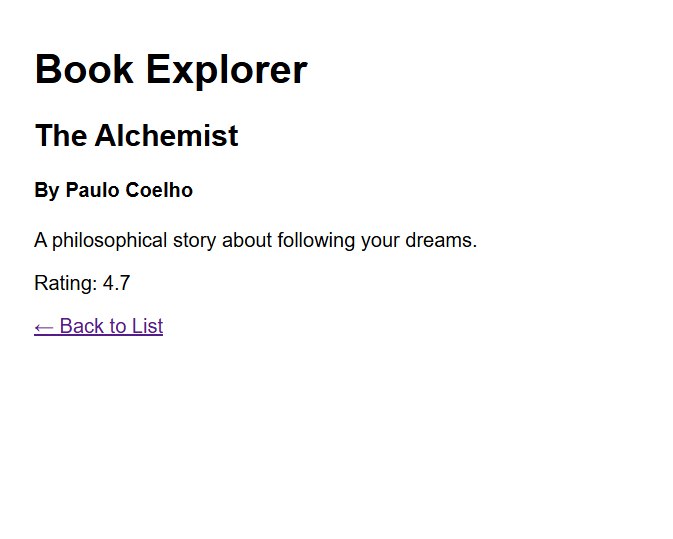 Book Explorer
The Alchemist
By Paulo Coelho
A philosophical story about following your dreams.
Rating: 4.7
← Back to List